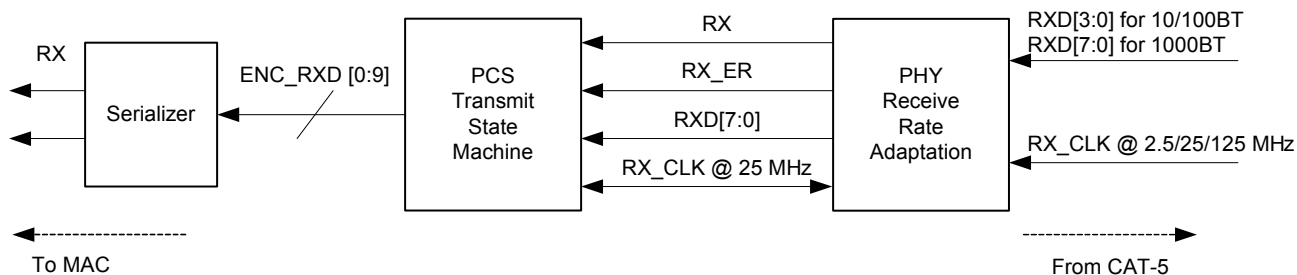 RX
Serializer
ENC_RXD [0:9]
PCS
Transmit
State
Machine
RX
RX_ER
RXD[7:0]
RX_CLK @ 25 MHz
PHY
Receive
Rate
Adaptation
RXD[3:0] for 10/100BT
RXD[7:0] for 1000BT
RX_CLK @ 2.5/25/125 MHz
To MAC
From CAT-5